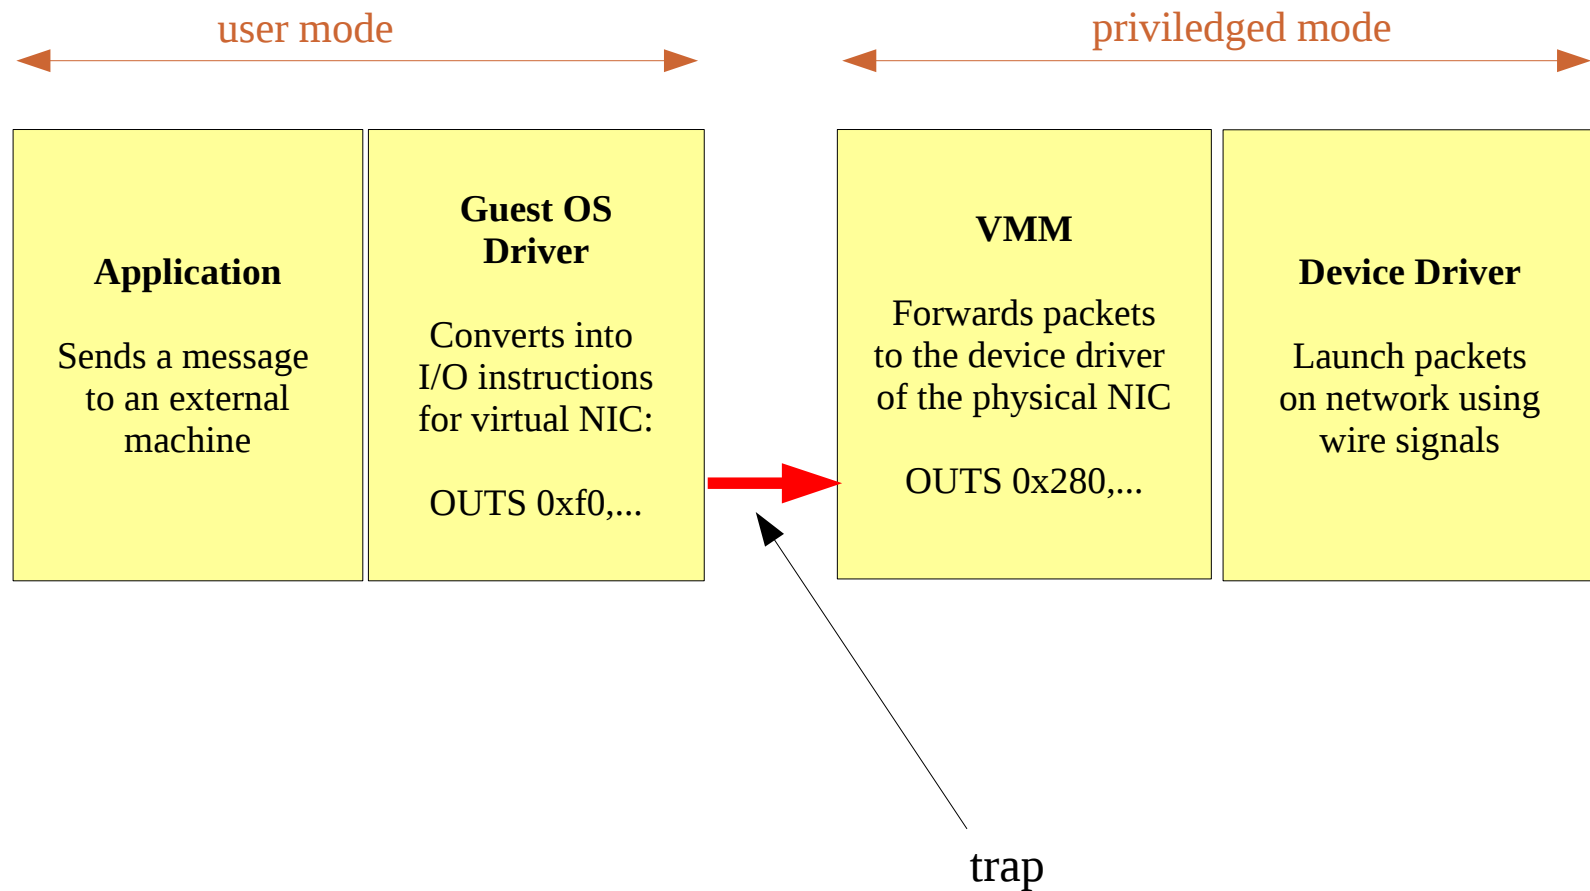 user mode
priviledged mode
Application
Sends a message
to an external
machine
Guest OS
Driver
Converts into
I/O instructions
for virtual NIC:
OUTS 0xf0,...
VMM
Forwards packets
to the device driver
of the physical NIC
OUTS 0x280,...
Device Driver
Launch packets
on network using
wire signals
trap